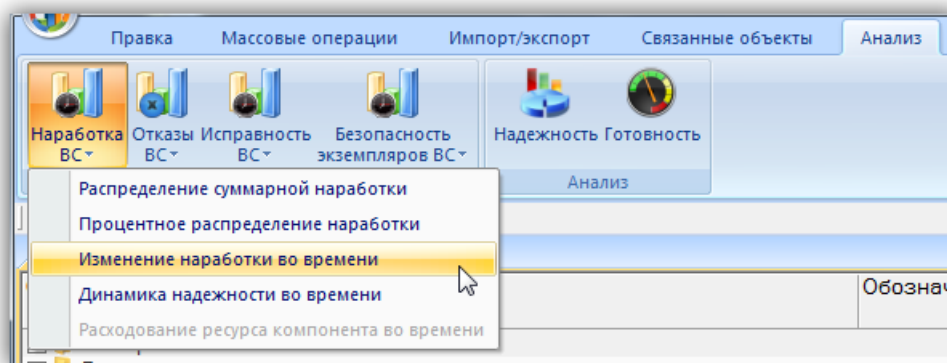 Правка Массовые операции Импорт/экспорт Связанные объекты Анализ
Наработка ВС
Отказы ВС
Исправность ВС
Безопасность экземпляров ВС
Надежность Готовность
Анализ
Распределение суммарной наработки
Процентное распределение наработки
Изменение наработки во времени
Динамика надежности во времени
Расходование ресурса компонента во времени
Обознач